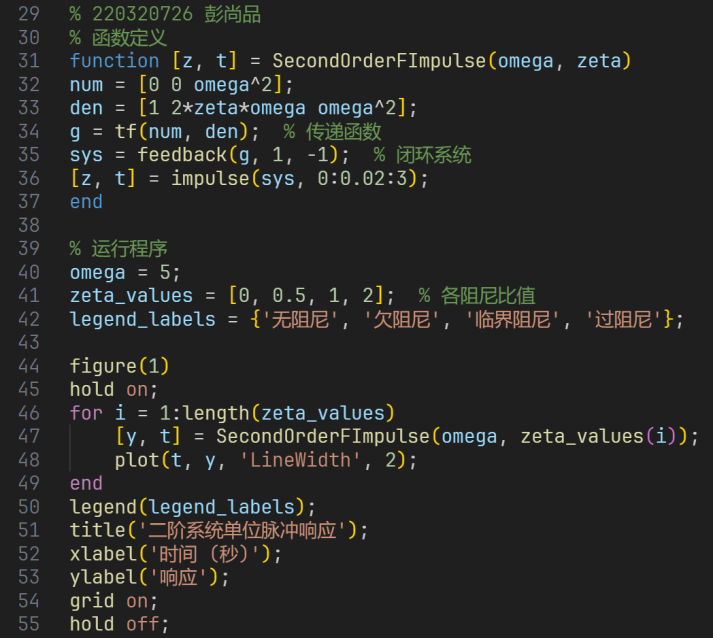 29 % 220320726 彭尚品
30 % 函数定义
31 function [z, t] = SecondOrderFImpulse(omega, zeta)
32 num = [0 0 omega^2];
33 den = [1 2*zeta*omega omega^2];
34 g = tf(num, den);  % 传递函数
35 sys = feedback(g, 1, -1);  % 闭环系统
36 [z, t] = impulse(sys, 0:0.02:3);
37 end
38
39 % 运行程序
40 omega = 5;
41 zeta_values = [0, 0.5, 1, 2];  % 各阻尼比值
42 legend_labels = {'无阻尼', '欠阻尼', '临界阻尼', '过阻尼'};
43
44 figure(1)
45 hold on;
46 for i = 1:length(zeta_values)
47     [y, t] = SecondOrderFImpulse(omega, zeta_values(i));
48     plot(t, y, 'LineWidth', 2);
49 end
50 legend(legend_labels);
51 title('二阶系统单位脉冲响应');
52 xlabel('时间 (秒)');
53 ylabel('响应');
54 grid on;
55 hold off;